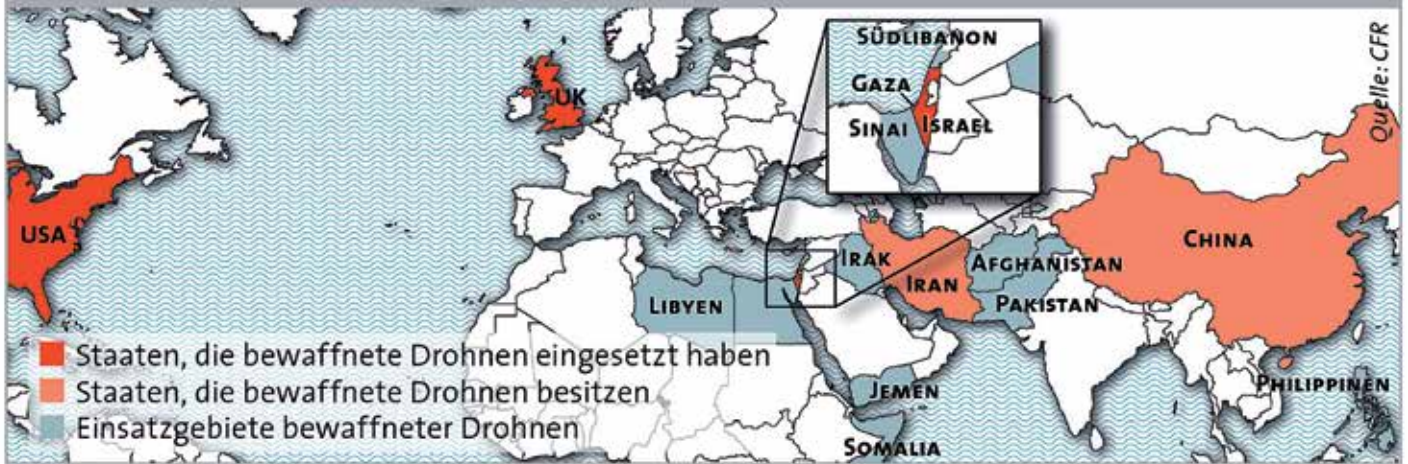 SÜDLIBANON
GAZA
SINAI
ISRAEL
Quelle: CFR
UK
USA
CHINA
IRAK
IRAN
AFGHANISTAN
PAKISTAN
LIBYEN
JEMEN
SOMALIA
PHILIPPINEN
Staaten, die bewaffnete Drohnen eingesetzt haben
Staaten, die bewaffnete Drohnen besitzen
Einsatzgebiete bewaffneter Drohnen